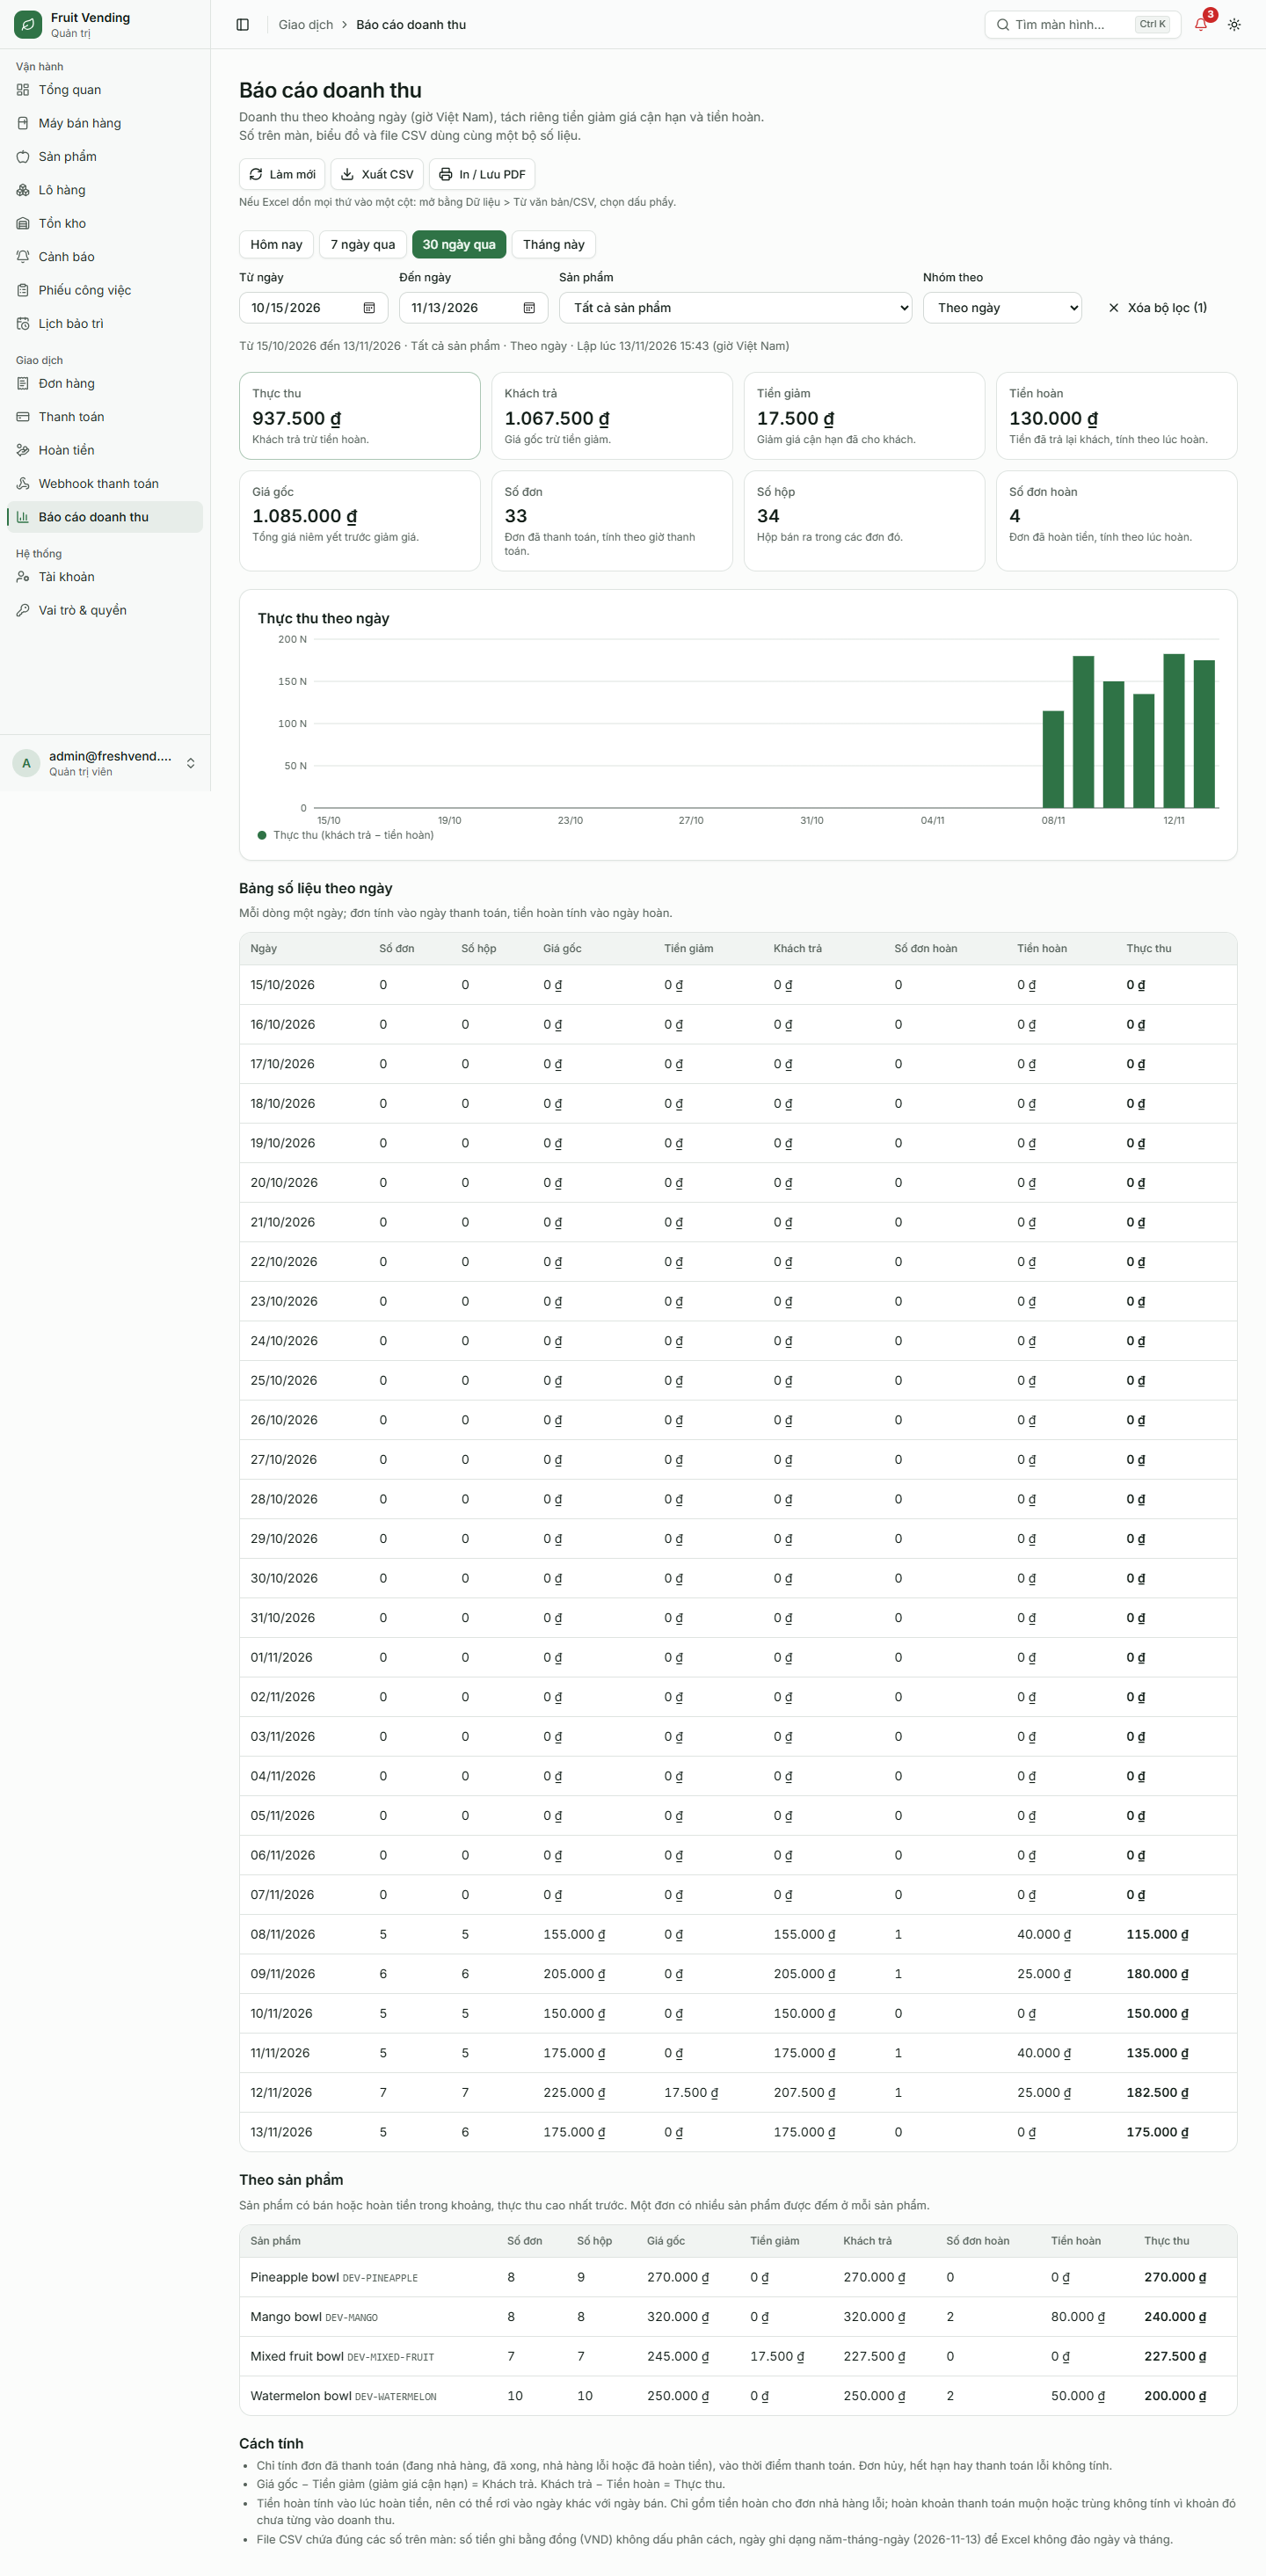 Fruit Vending
Quản trị
Giao dịch > Báo cáo doanh thu
Tìm màn hình... Ctrl K
3
Vận hành
Tổng quan
Máy bán hàng
Sản phẩm
Lô hàng
Tồn kho
Cảnh báo
Phiếu công việc
Lịch bảo trì
Giao dịch
Đơn hàng
Thanh toán
Hoàn tiền
Webhook thanh toán
Báo cáo doanh thu
Hệ thống
Tài khoản
Vai trò & quyền
A
admin@freshvend....
Quản trị viên
Báo cáo doanh thu
Doanh thu theo khoảng ngày (giờ Việt Nam), tách riêng tiền giảm giá cận hạn và tiền hoàn.
Số trên màn, biểu đồ và file CSV dùng cùng một bộ số liệu.
Làm mới Xuất CSV In / Lưu PDF
Nếu Excel dồn mọi thứ vào một cột: mở bằng Dữ liệu > Từ văn bản/CSV, chọn dấu phẩy.
Hôm nay 7 ngày qua 30 ngày qua Tháng này
Từ ngày Đến ngày Sản phẩm Nhóm theo
10/15/2026 11/13/2026 Tất cả sản phẩm Theo ngày Xóa bộ lọc (1)
Từ 15/10/2026 đến 13/11/2026 · Tất cả sản phẩm · Theo ngày · Lập lúc 13/11/2026 15:43 (giờ Việt Nam)
Thực thu
937.500 ₫
Khách trả trừ tiền hoàn.
Khách trả
1.067.500 ₫
Giá gốc trừ tiền giảm.
Tiền giảm
17.500 ₫
Giảm giá cận hạn đã cho khách.
Tiền hoàn
130.000 ₫
Tiền đã trả lại khách, tính theo lúc hoàn.
Giá gốc
1.085.000 ₫
Tổng giá niêm yết trước giảm giá.
Số đơn
33
Đơn đã thanh toán, tính theo giờ thanh
toán.
Số hộp
34
Hộp bán ra trong các đơn đó.
Số đơn hoàn
4
Đơn đã hoàn tiền, tính theo lúc hoàn.
Thực thu theo ngày
200 N
150 N
100 N
50 N
0
15/10 19/10 23/10 27/10 31/10 04/11 08/11 12/11
Thực thu (khách trả − tiền hoàn)
Bảng số liệu theo ngày
Mỗi dòng một ngày; đơn tính vào ngày thanh toán, tiền hoàn tính vào ngày hoàn.
Ngày Số đơn Số hộp Giá gốc Tiền giảm Khách trả Số đơn hoàn Tiền hoàn Thực thu
15/10/2026 0 0 0 ₫ 0 ₫ 0 ₫ 0 0 ₫ 0 ₫
16/10/2026 0 0 0 ₫ 0 ₫ 0 ₫ 0 0 ₫ 0 ₫
17/10/2026 0 0 0 ₫ 0 ₫ 0 ₫ 0 0 ₫ 0 ₫
18/10/2026 0 0 0 ₫ 0 ₫ 0 ₫ 0 0 ₫ 0 ₫
19/10/2026 0 0 0 ₫ 0 ₫ 0 ₫ 0 0 ₫ 0 ₫
20/10/2026 0 0 0 ₫ 0 ₫ 0 ₫ 0 0 ₫ 0 ₫
21/10/2026 0 0 0 ₫ 0 ₫ 0 ₫ 0 0 ₫ 0 ₫
22/10/2026 0 0 0 ₫ 0 ₫ 0 ₫ 0 0 ₫ 0 ₫
23/10/2026 0 0 0 ₫ 0 ₫ 0 ₫ 0 0 ₫ 0 ₫
24/10/2026 0 0 0 ₫ 0 ₫ 0 ₫ 0 0 ₫ 0 ₫
25/10/2026 0 0 0 ₫ 0 ₫ 0 ₫ 0 0 ₫ 0 ₫
26/10/2026 0 0 0 ₫ 0 ₫ 0 ₫ 0 0 ₫ 0 ₫
27/10/2026 0 0 0 ₫ 0 ₫ 0 ₫ 0 0 ₫ 0 ₫
28/10/2026 0 0 0 ₫ 0 ₫ 0 ₫ 0 0 ₫ 0 ₫
29/10/2026 0 0 0 ₫ 0 ₫ 0 ₫ 0 0 ₫ 0 ₫
30/10/2026 0 0 0 ₫ 0 ₫ 0 ₫ 0 0 ₫ 0 ₫
31/10/2026 0 0 0 ₫ 0 ₫ 0 ₫ 0 0 ₫ 0 ₫
01/11/2026 0 0 0 ₫ 0 ₫ 0 ₫ 0 0 ₫ 0 ₫
02/11/2026 0 0 0 ₫ 0 ₫ 0 ₫ 0 0 ₫ 0 ₫
03/11/2026 0 0 0 ₫ 0 ₫ 0 ₫ 0 0 ₫ 0 ₫
04/11/2026 0 0 0 ₫ 0 ₫ 0 ₫ 0 0 ₫ 0 ₫
05/11/2026 0 0 0 ₫ 0 ₫ 0 ₫ 0 0 ₫ 0 ₫
06/11/2026 0 0 0 ₫ 0 ₫ 0 ₫ 0 0 ₫ 0 ₫
07/11/2026 0 0 0 ₫ 0 ₫ 0 ₫ 0 0 ₫ 0 ₫
08/11/2026 5 5 155.000 ₫ 0 ₫ 155.000 ₫ 1 40.000 ₫ 115.000 ₫
09/11/2026 6 6 205.000 ₫ 0 ₫ 205.000 ₫ 1 25.000 ₫ 180.000 ₫
10/11/2026 5 5 150.000 ₫ 0 ₫ 150.000 ₫ 0 0 ₫ 150.000 ₫
11/11/2026 5 5 175.000 ₫ 0 ₫ 175.000 ₫ 1 40.000 ₫ 135.000 ₫
12/11/2026 7 7 225.000 ₫ 17.500 ₫ 207.500 ₫ 1 25.000 ₫ 182.500 ₫
13/11/2026 5 6 175.000 ₫ 0 ₫ 175.000 ₫ 0 0 ₫ 175.000 ₫
Theo sản phẩm
Sản phẩm có bán hoặc hoàn tiền trong khoảng, thực thu cao nhất trước. Một đơn có nhiều sản phẩm được đếm ở mỗi sản phẩm.
Sản phẩm Số đơn Số hộp Giá gốc Tiền giảm Khách trả Số đơn hoàn Tiền hoàn Thực thu
Pineapple bowl DEV-PINEAPPLE 8 9 270.000 ₫ 0 ₫ 270.000 ₫ 0 0 ₫ 270.000 ₫
Mango bowl DEV-MANGO 8 8 320.000 ₫ 0 ₫ 320.000 ₫ 2 80.000 ₫ 240.000 ₫
Mixed fruit bowl DEV-MIXED-FRUIT 7 7 245.000 ₫ 17.500 ₫ 227.500 ₫ 0 0 ₫ 227.500 ₫
Watermelon bowl DEV-WATERMELON 10 10 250.000 ₫ 0 ₫ 250.000 ₫ 2 50.000 ₫ 200.000 ₫
Cách tính
• Chỉ tính đơn đã thanh toán (đang nhả hàng, đã xong, nhả hàng lỗi hoặc đã hoàn tiền), vào thời điểm thanh toán. Đơn hủy, hết hạn hay thanh toán lỗi không tính.
• Giá gốc − Tiền giảm (giảm giá cận hạn) = Khách trả. Khách trả − Tiền hoàn = Thực thu.
• Tiền hoàn tính vào lúc hoàn tiền, nên có thể rơi vào ngày khác với ngày bán. Chỉ gồm tiền hoàn cho đơn nhả hàng lỗi; hoàn khoản thanh toán muộn hoặc trùng không tính vì khoản đó
chưa từng vào doanh thu.
• File CSV chứa đúng các số trên màn: số tiền ghi bằng đồng (VND) không dấu phân cách, ngày ghi dạng năm-tháng-ngày (2026-11-13) để Excel không đảo ngày và tháng.